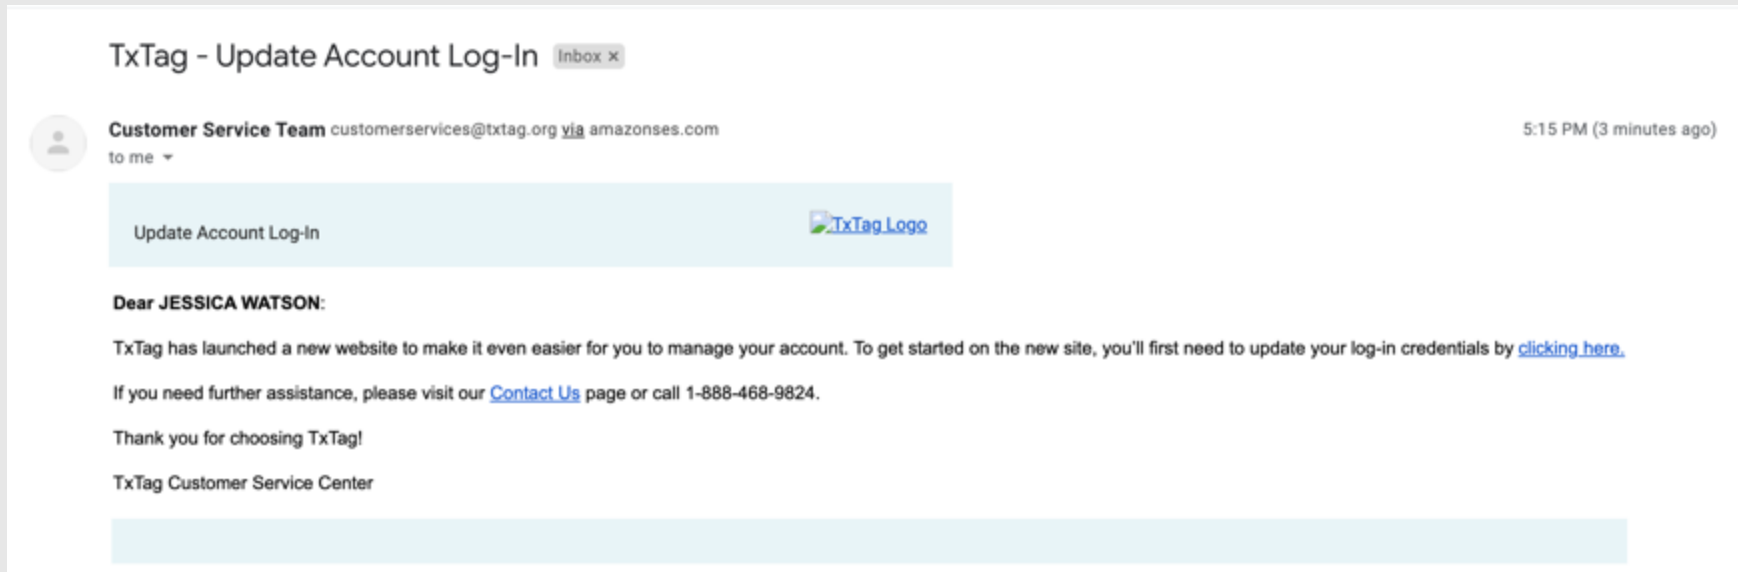 TxTag - Update Account Log-In Inbox ×
Customer Service Team customerservices@txtag.org via amazonses.com 5:15 PM (3 minutes ago)
to me
Update Account Log-In TxTag Logo
Dear JESSICA WATSON:
TxTag has launched a new website to make it even easier for you to manage your account. To get started on the new site, you'll first need to update your log-in credentials by clicking here.
If you need further assistance, please visit our Contact Us page or call 1-888-468-9824.
Thank you for choosing TxTag!
TxTag Customer Service Center